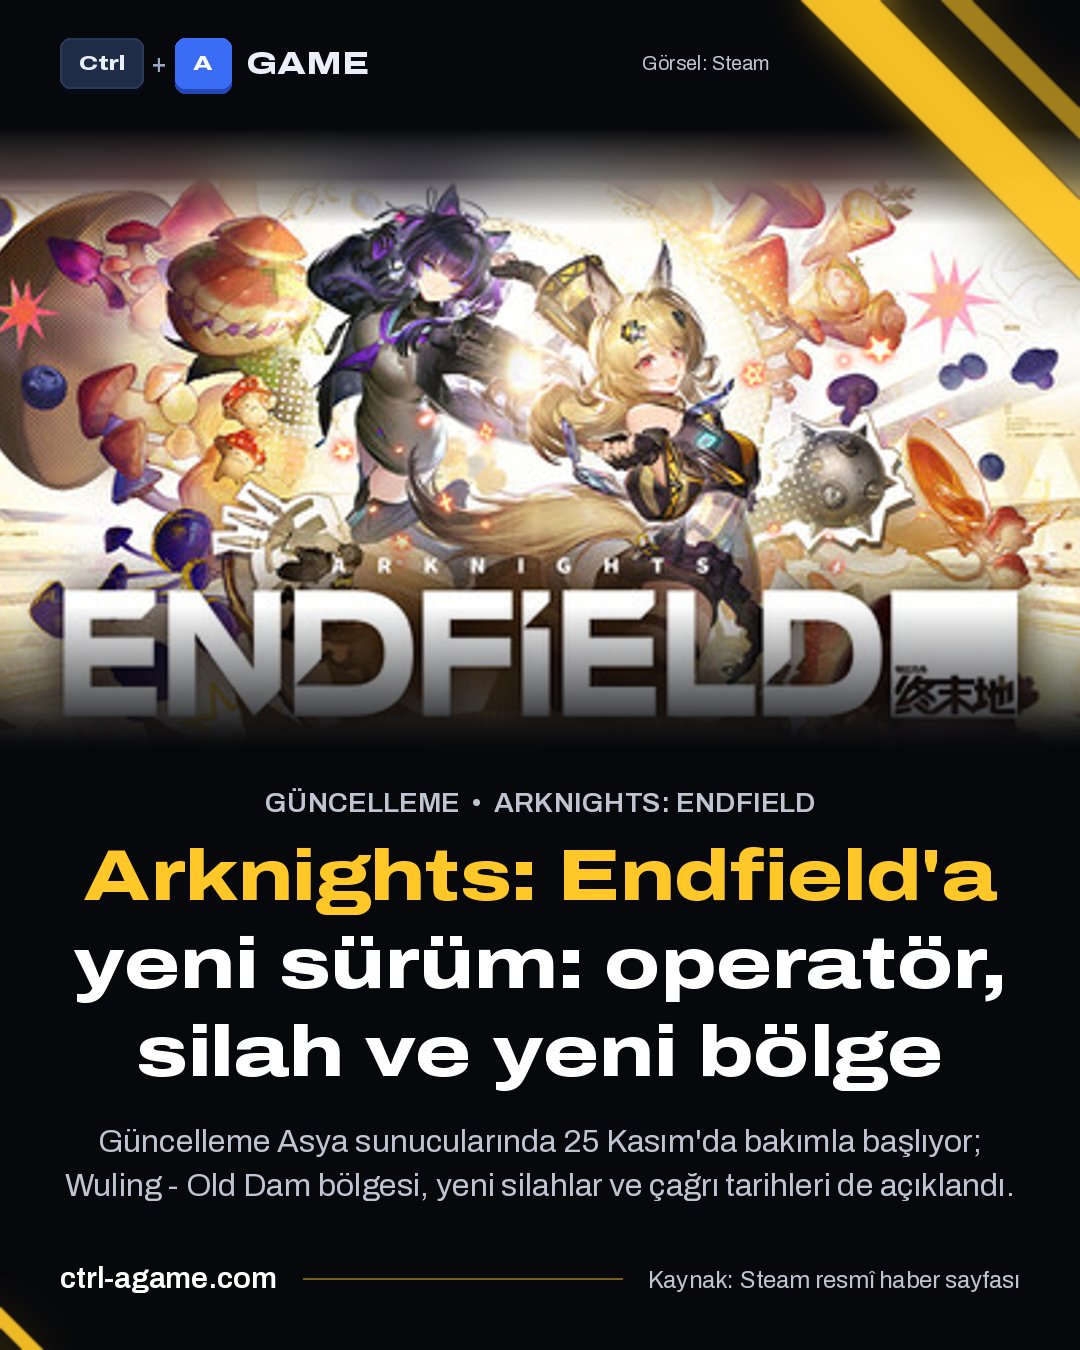 Ctrl + A GAME
Görsel: Steam
ARKNIGHTS
ENDFIELD
终末地
GÜNCELLEME • ARKNIGHTS: ENDFIELD
Arknights: Endfield'a
yeni sürüm: operatör,
silah ve yeni bölge
Güncelleme Asya sunucularında 25 Kasım'da bakımla başlıyor;
Wuling - Old Dam bölgesi, yeni silahlar ve çağrı tarihleri de açıklandı.
ctrl-agame.com
Kaynak: Steam resmî haber sayfası